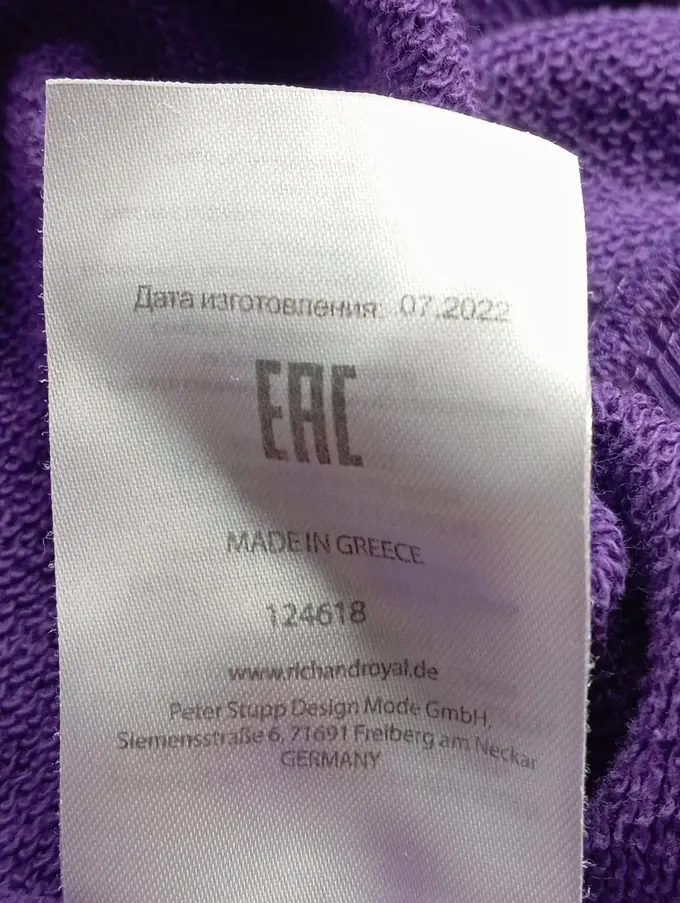 Дата изготовления: 07.2022
EAC
MADE IN GREECE
124618
www.richandroyal.de
Peter Stupp Design Mode GmbH,
Siemensstraße 6, 71691 Freiberg am Neckar
GERMANY